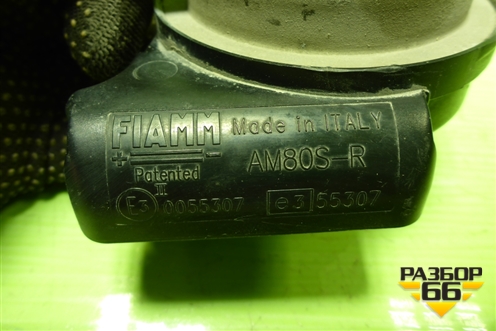 FIAMM Made in ITALY
+ -
Patented AM80S-R
II
E3 0055307 e3 55307
РАЗБОР
66